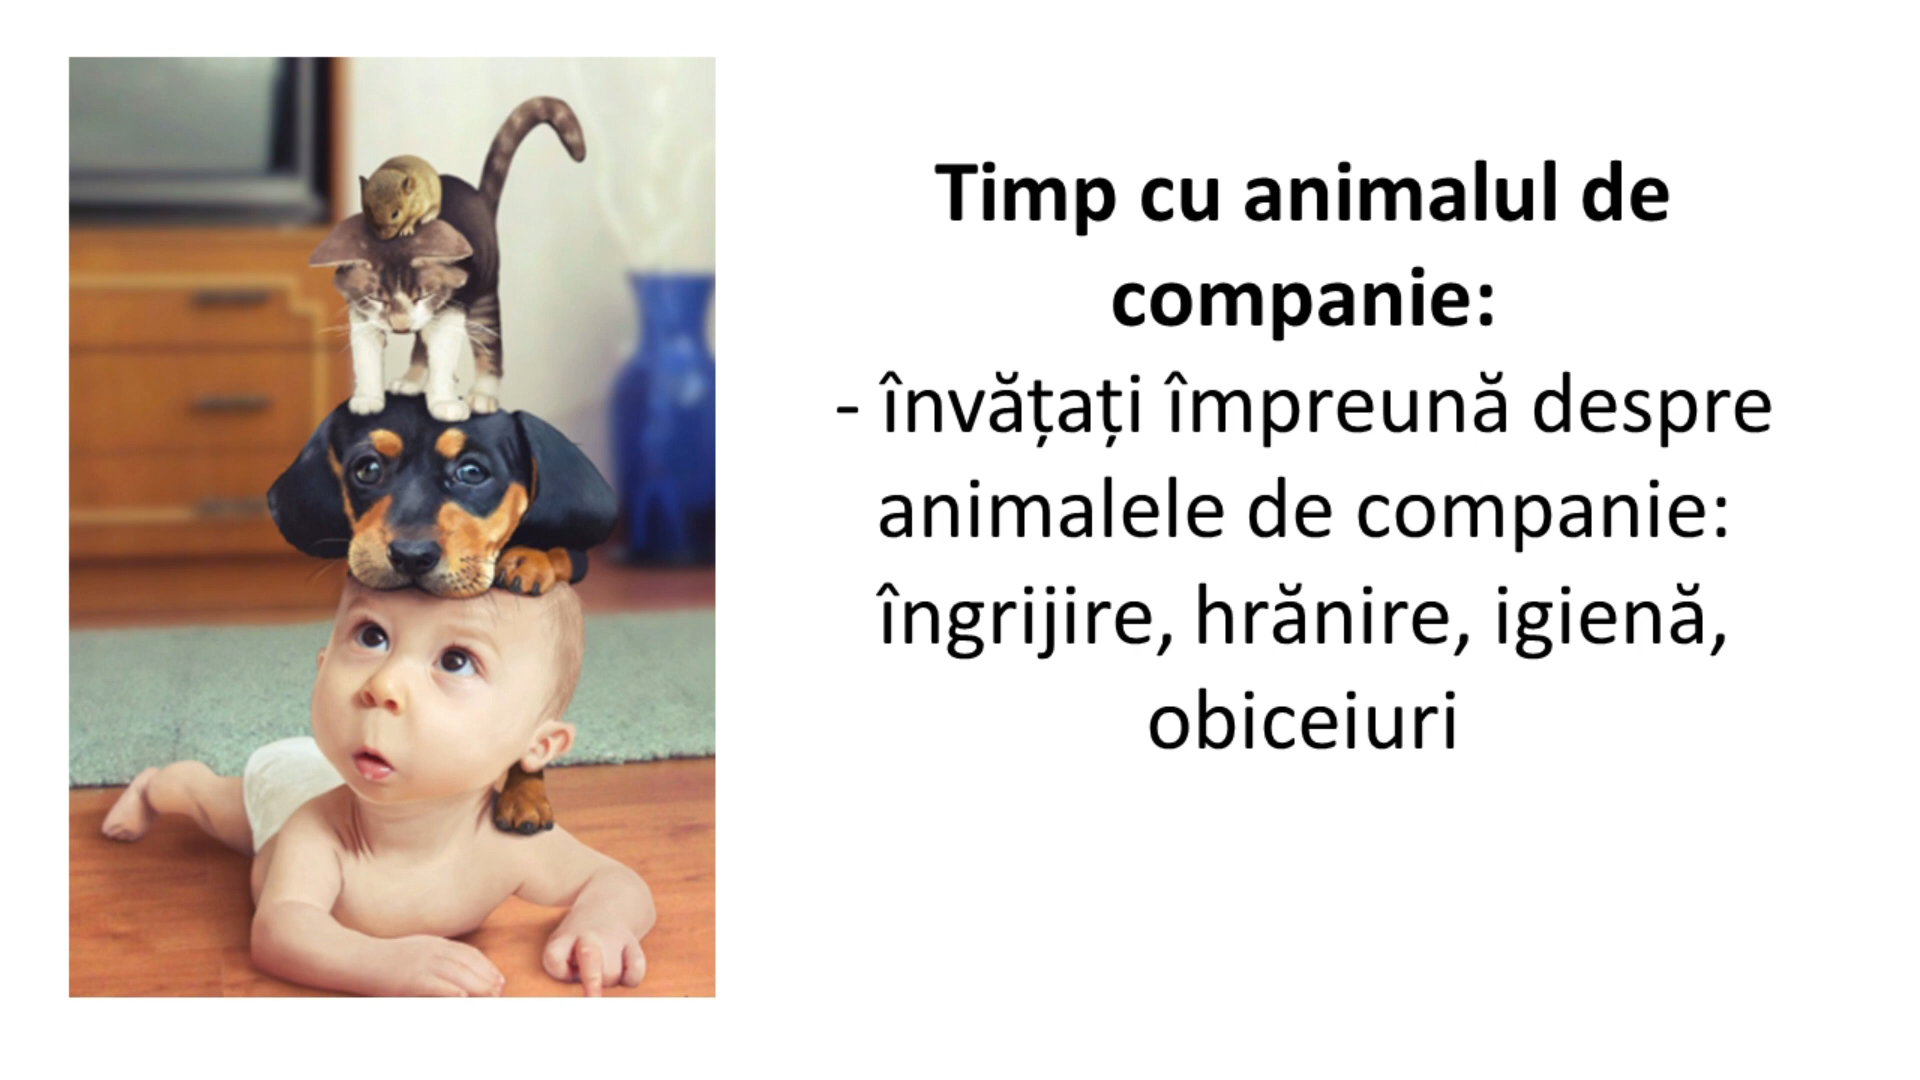 Timp cu animalul de
companie:
- învățați împreună despre
animalele de companie:
îngrijire, hrănire, igienă,
obiceiuri